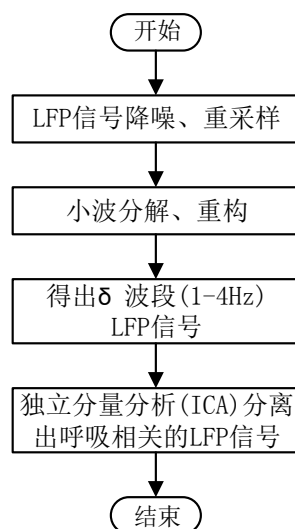 开始
LFP信号降噪、重采样
小波分解、重构
得出δ 波段(1-4Hz)
LFP信号
独立分量分析(ICA)分离
出呼吸相关的LFP信号
结束